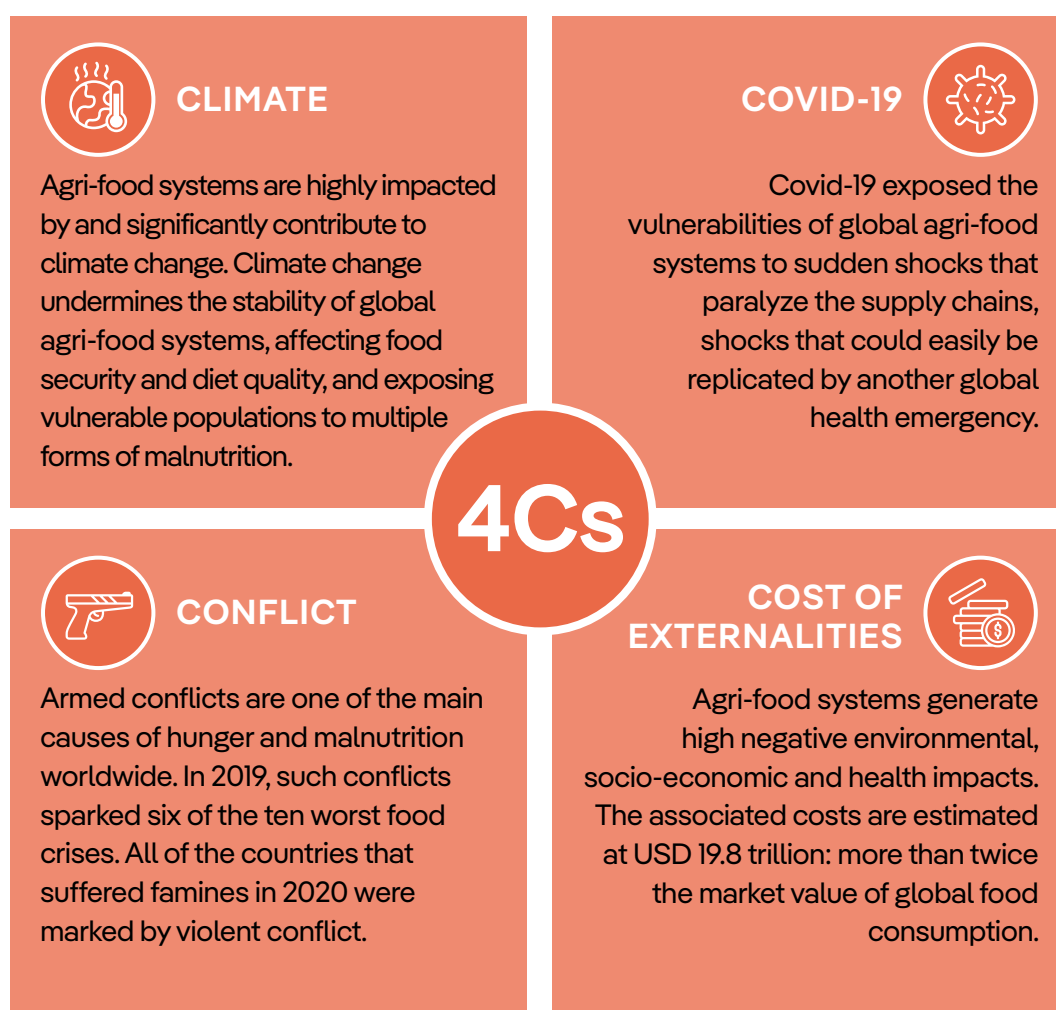 CLIMATE
Agri-food systems are highly impacted
by and significantly contribute to
climate change. Climate change
undermines the stability of global
agri-food systems, affecting food
security and diet quality, and exposing
vulnerable populations to multiple
forms of malnutrition.
COVID-19
Covid-19 exposed the
vulnerabilities of global agri-food
systems to sudden shocks that
paralyze the supply chains,
shocks that could easily be
replicated by another global
health emergency.
4Cs
CONFLICT
Armed conflicts are one of the main
causes of hunger and malnutrition
worldwide. In 2019, such conflicts
sparked six of the ten worst food
crises. All of the countries that
suffered famines in 2020 were
marked by violent conflict.
COST OF
EXTERNALITIES
Agri-food systems generate
high negative environmental,
socio-economic and health impacts.
The associated costs are estimated
at USD 19.8 trillion: more than twice
the market value of global food
consumption.
$